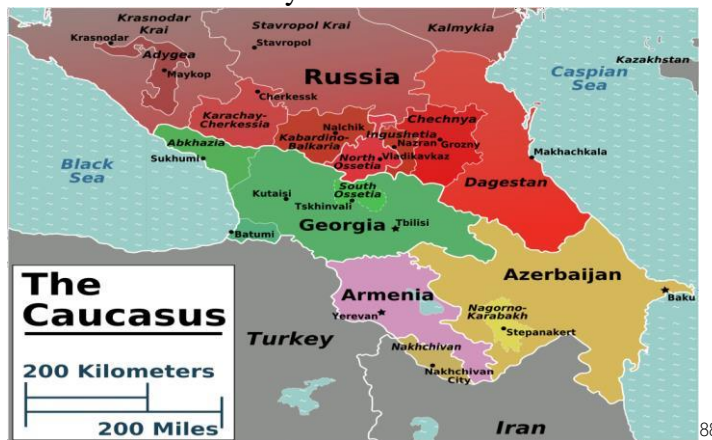 Krasnodar
Krai
Stavropol Krai
Kalmykia
Krasnodar
Stavropol
Adygea
Maykop
Russia
Kazakhstan
Caspian
Sea
Cherkessk
Karachay-
Cherkessia
Nalchik
Kabardino-
Balkaria
Ingushetia
Nazran
Chechnya
Grozny
North
Ossetia
Vladikavkaz
Makhachkala
Dagestan
Abkhazia
Sukhumi
Black
Sea
Kutaisi
South
Ossetia
Tskhinvali
Georgia
Tbilisi
Batumi
The
Caucasus
Armenia
Yerevan
Azerbaijan
Baku
Nagorno-
Karabakh
Stepanakert
Turkey
Nakhchivan
Nakhchivan
City
Iran
200 Kilometers
200 Miles